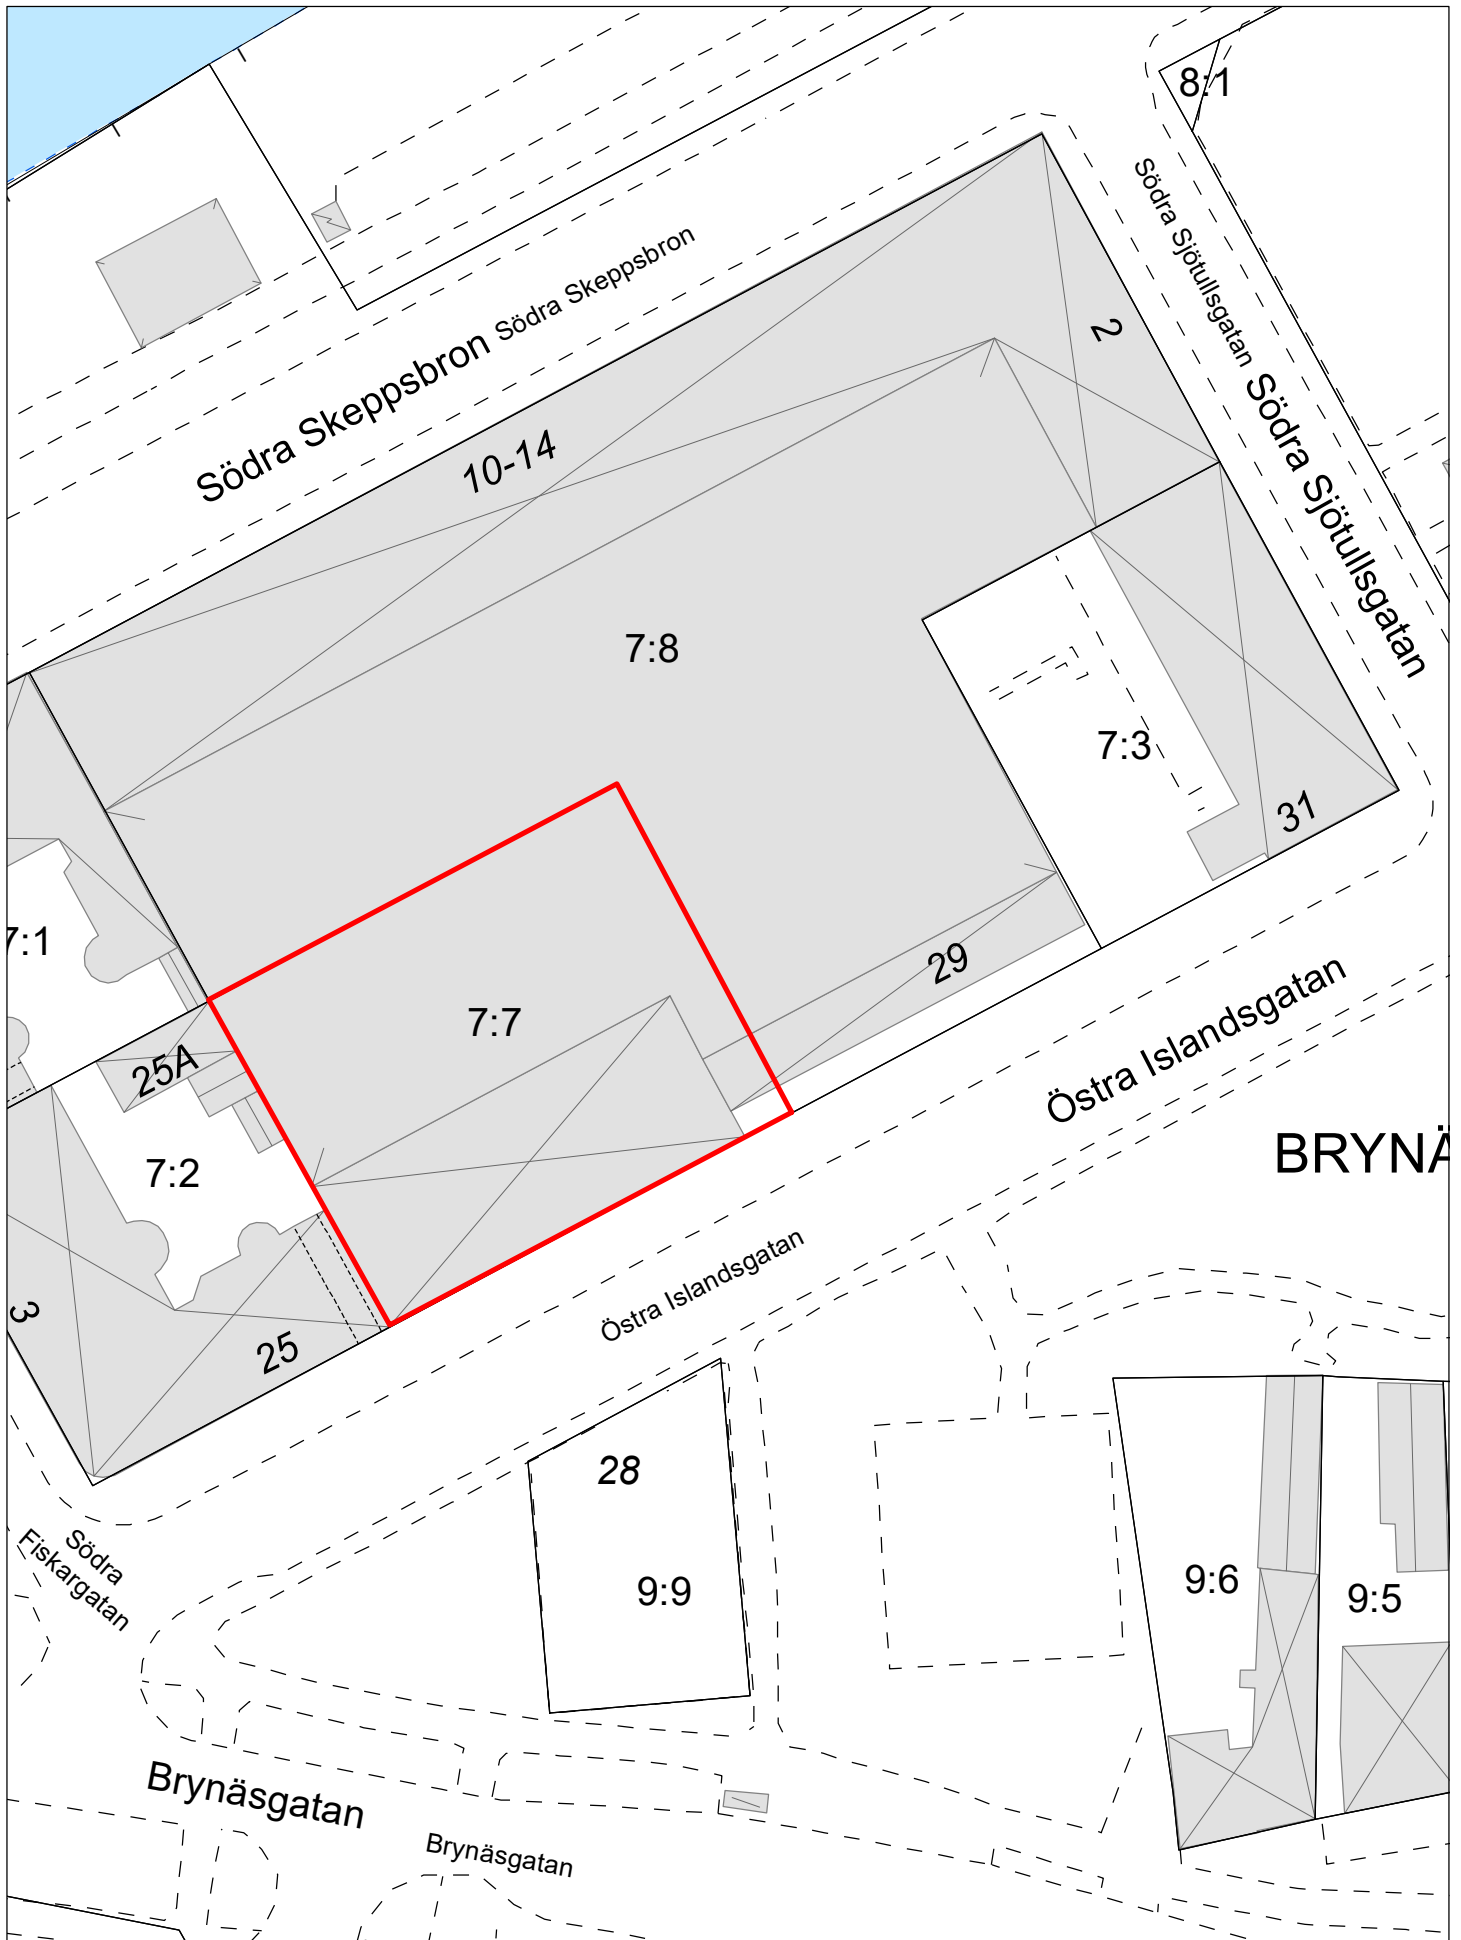 8:1
Södra Sjötullsgatan
Södra Skeppsbron
2
Södra Skeppsbron
Södra Sjötullsgatan
10-14
7:8
7:3
31
7:1
29
7:7
25A
Östra Islandsgatan
BRYNÄ
7:2
Östra Islandsgatan
3
25
28
Södra
Fiskargatan
9:9
9:6
9:5
Brynäsgatan
Brynäsgatan